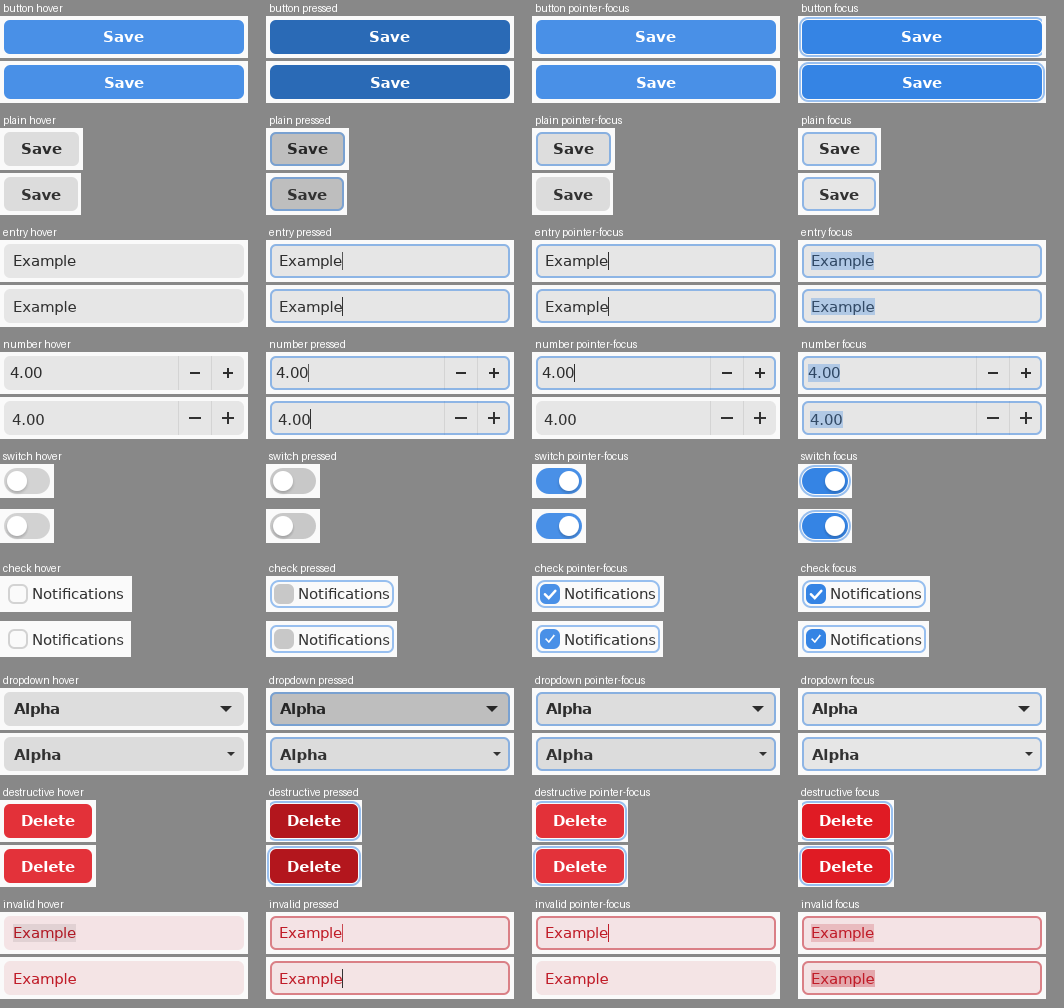 button hover button pressed button pointer-focus button focus
Save Save Save Save
Save Save Save Save
plain hover plain pressed plain pointer-focus plain focus
Save Save Save Save
Save Save Save Save
entry hover entry pressed entry pointer-focus entry focus
Example Example Example Example
Example Example Example Example
number hover number pressed number pointer-focus number focus
4.00 − + 4.00 − + 4.00 − + 4.00 − +
4.00 − + 4.00 − + 4.00 − + 4.00 − +
switch hover switch pressed switch pointer-focus switch focus
check hover check pressed check pointer-focus check focus
Notifications Notifications Notifications Notifications
Notifications Notifications Notifications Notifications
dropdown hover dropdown pressed dropdown pointer-focus dropdown focus
Alpha Alpha Alpha Alpha
Alpha Alpha Alpha Alpha
destructive hover destructive pressed destructive pointer-focus destructive focus
Delete Delete Delete Delete
Delete Delete Delete Delete
invalid hover invalid pressed invalid pointer-focus invalid focus
Example Example Example Example
Example Example Example Example